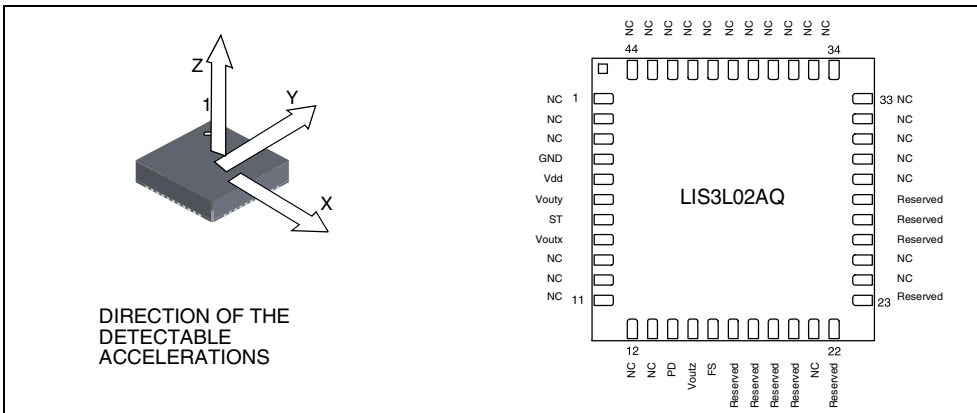 Z
Y
1
X
DIRECTION OF THE
DETECTABLE
ACCELERATIONS
NC NC NC NC NC NC NC NC NC NC NC
44 34
NC 1
NC
NC
GND
Vdd
Vouty
ST
Voutx
NC
NC
NC 11
LIS3L02AQ
33 NC
NC
NC
NC
NC
Reserved
Reserved
Reserved
NC
NC
23 Reserved
12 22
NC NC PD Voutz FS Reserved Reserved Reserved Reserved NC Reserved